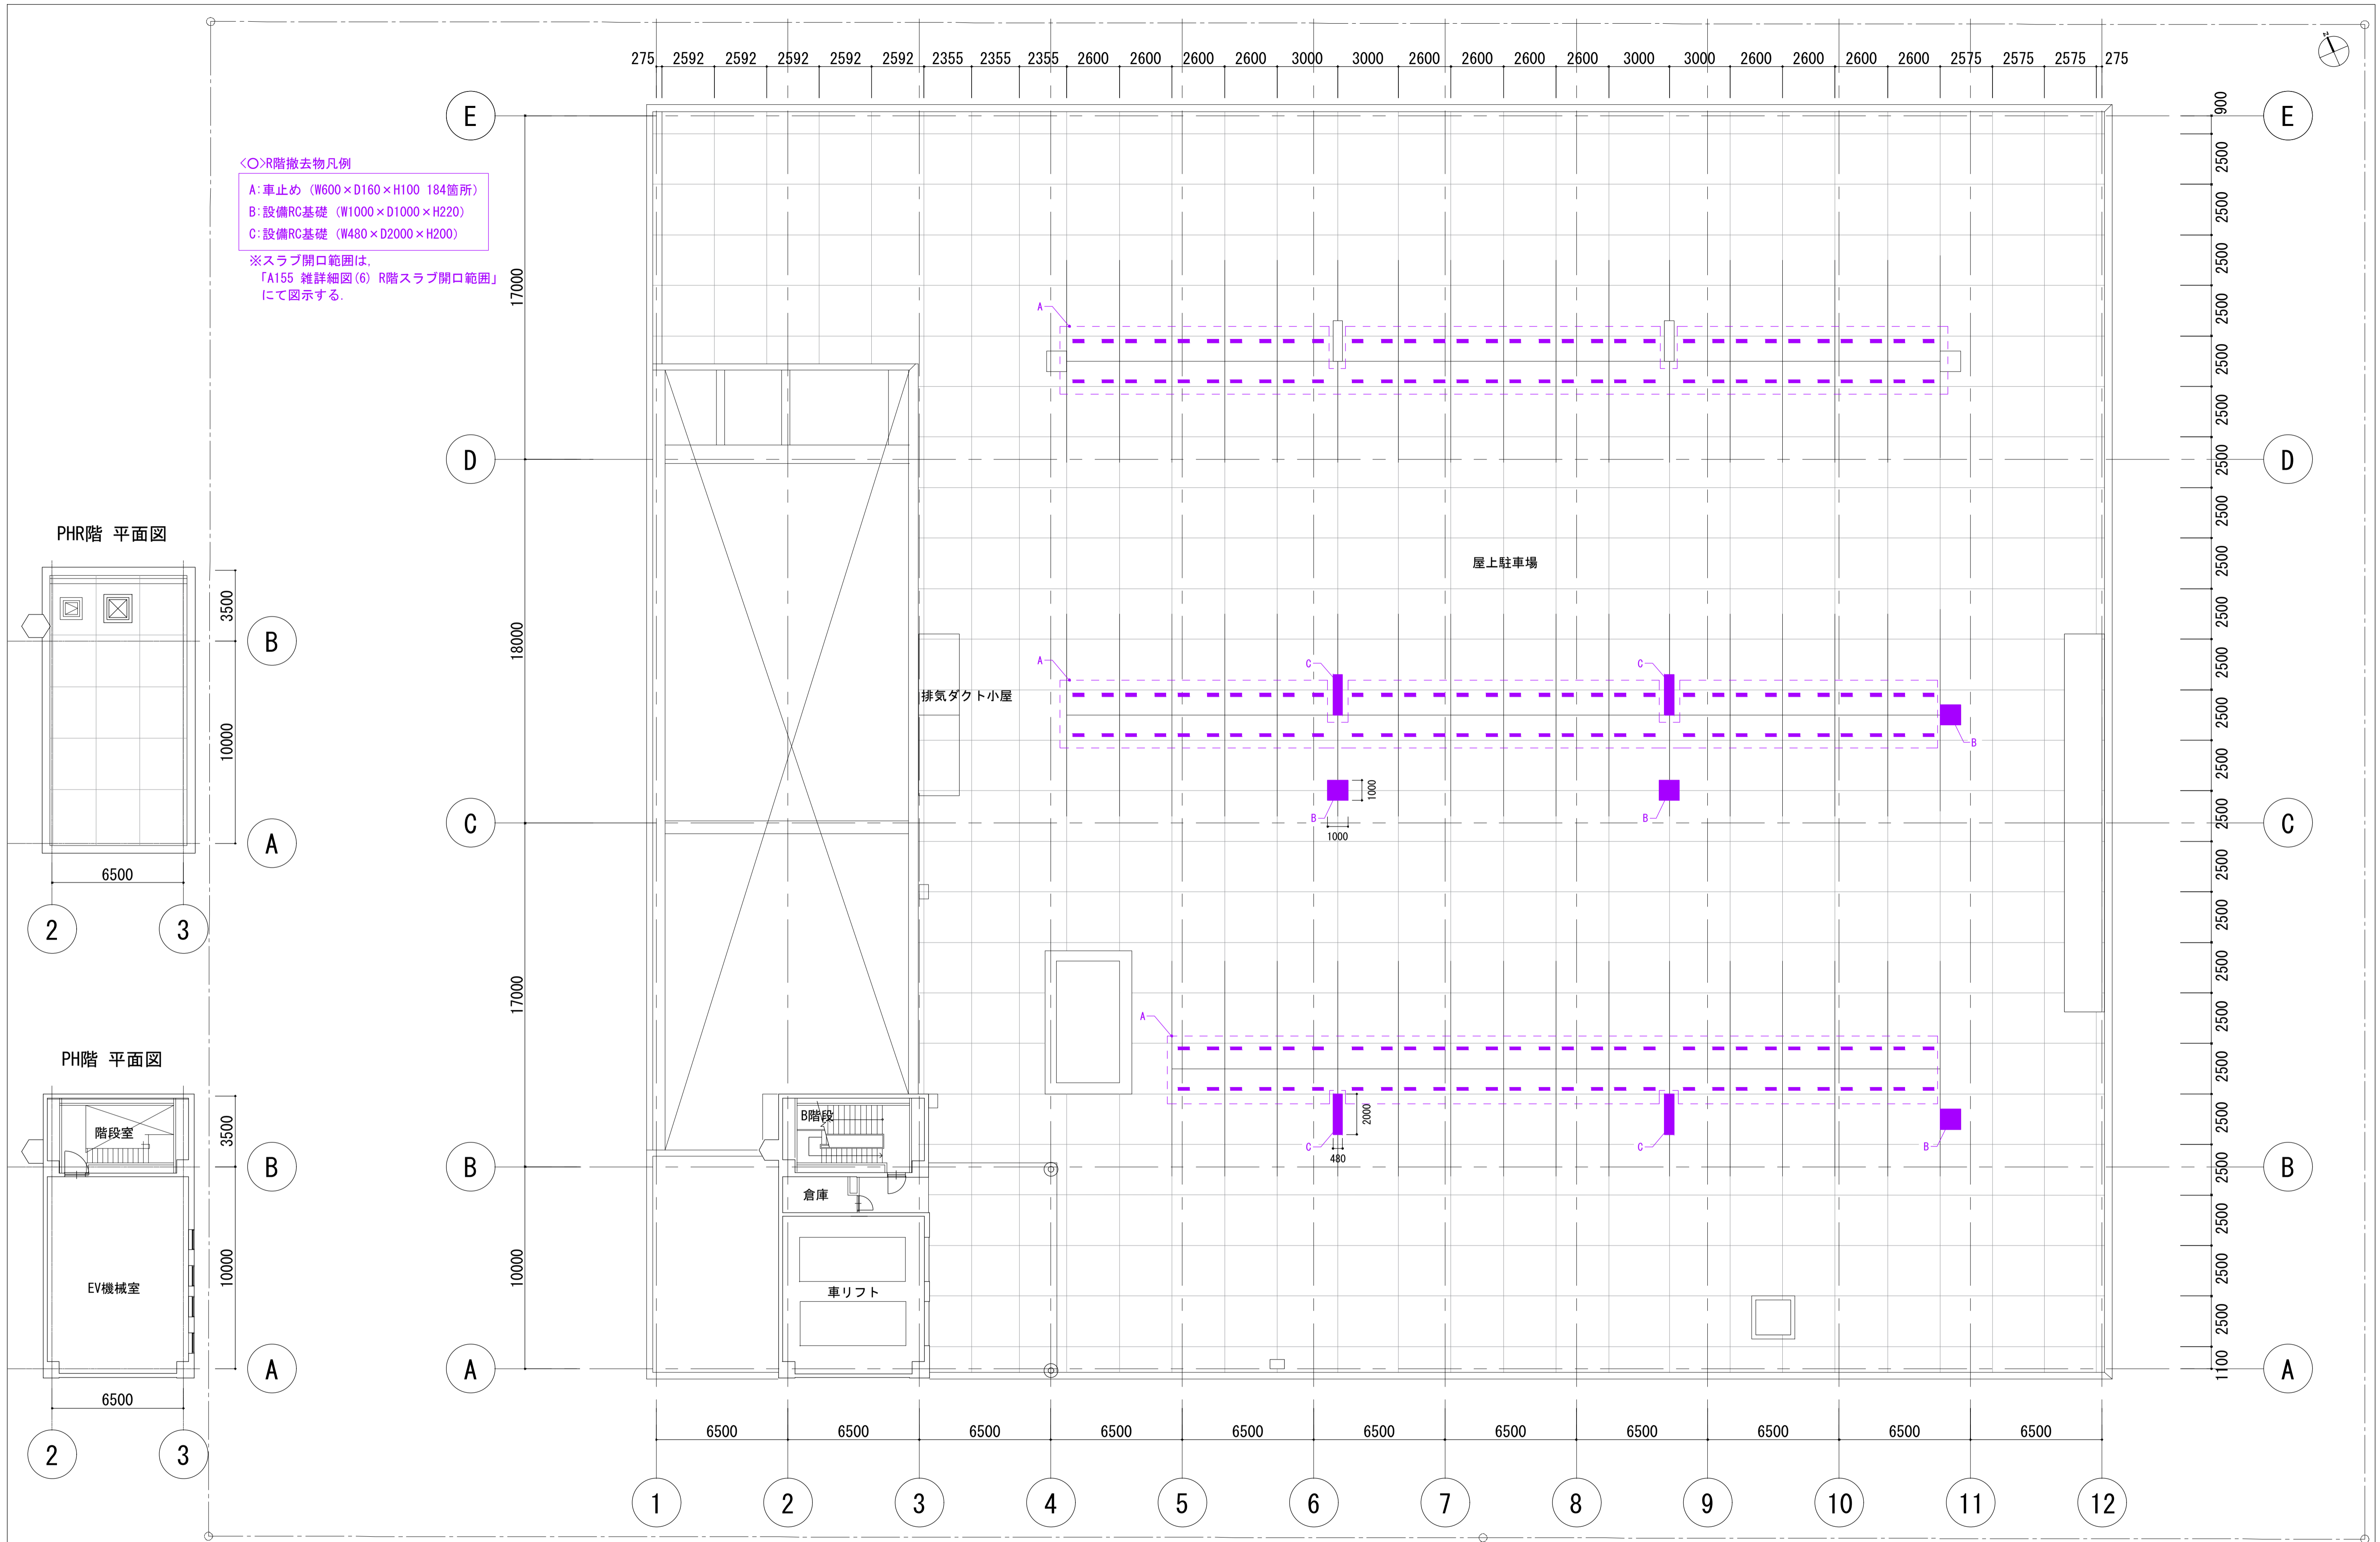 275 2592 2592 2592 2592 2592 2355 2355 2355 2600 2600 2600 2600 3000 3000 2600 2600 2600 2600 3000 3000 2600 2600 2600 2600 2575 2575 2575 275
N
E
E
900
<〇>R階撤去物凡例
A:車止め (W600×D160×H100 184箇所)
B:設備RC基礎 (W1000×D1000×H220)
C:設備RC基礎 (W480×D2000×H200)
※スラブ開口範囲は,
「A155 雑詳細図(6) R階スラブ開口範囲」
にて図示する.
17000
2500
2500
2500
2500
2500
2500
2500
A
D
D
PHR階 平面図
3500
B
10000
A
6500
2 3
18000
屋上駐車場
排気ダクト小屋
A
C
C
B
B
B
1000
1000
2500
2500
2500
2500
2500
2500
2500
C
C
17000
2500
2500
2500
2500
2500
2500
2500
A
C
C
B
2000
480
PH階 平面図
階段室
3500
B
EV機械室
10000
A
6500
2 3
B階段
B
B
倉庫
車リフト
10000
2500
2500
2500
1100
A
A
6500 6500 6500 6500 6500 6500 6500 6500 6500 6500 6500
1 2 3 4 5 6 7 8 9 10 11 12